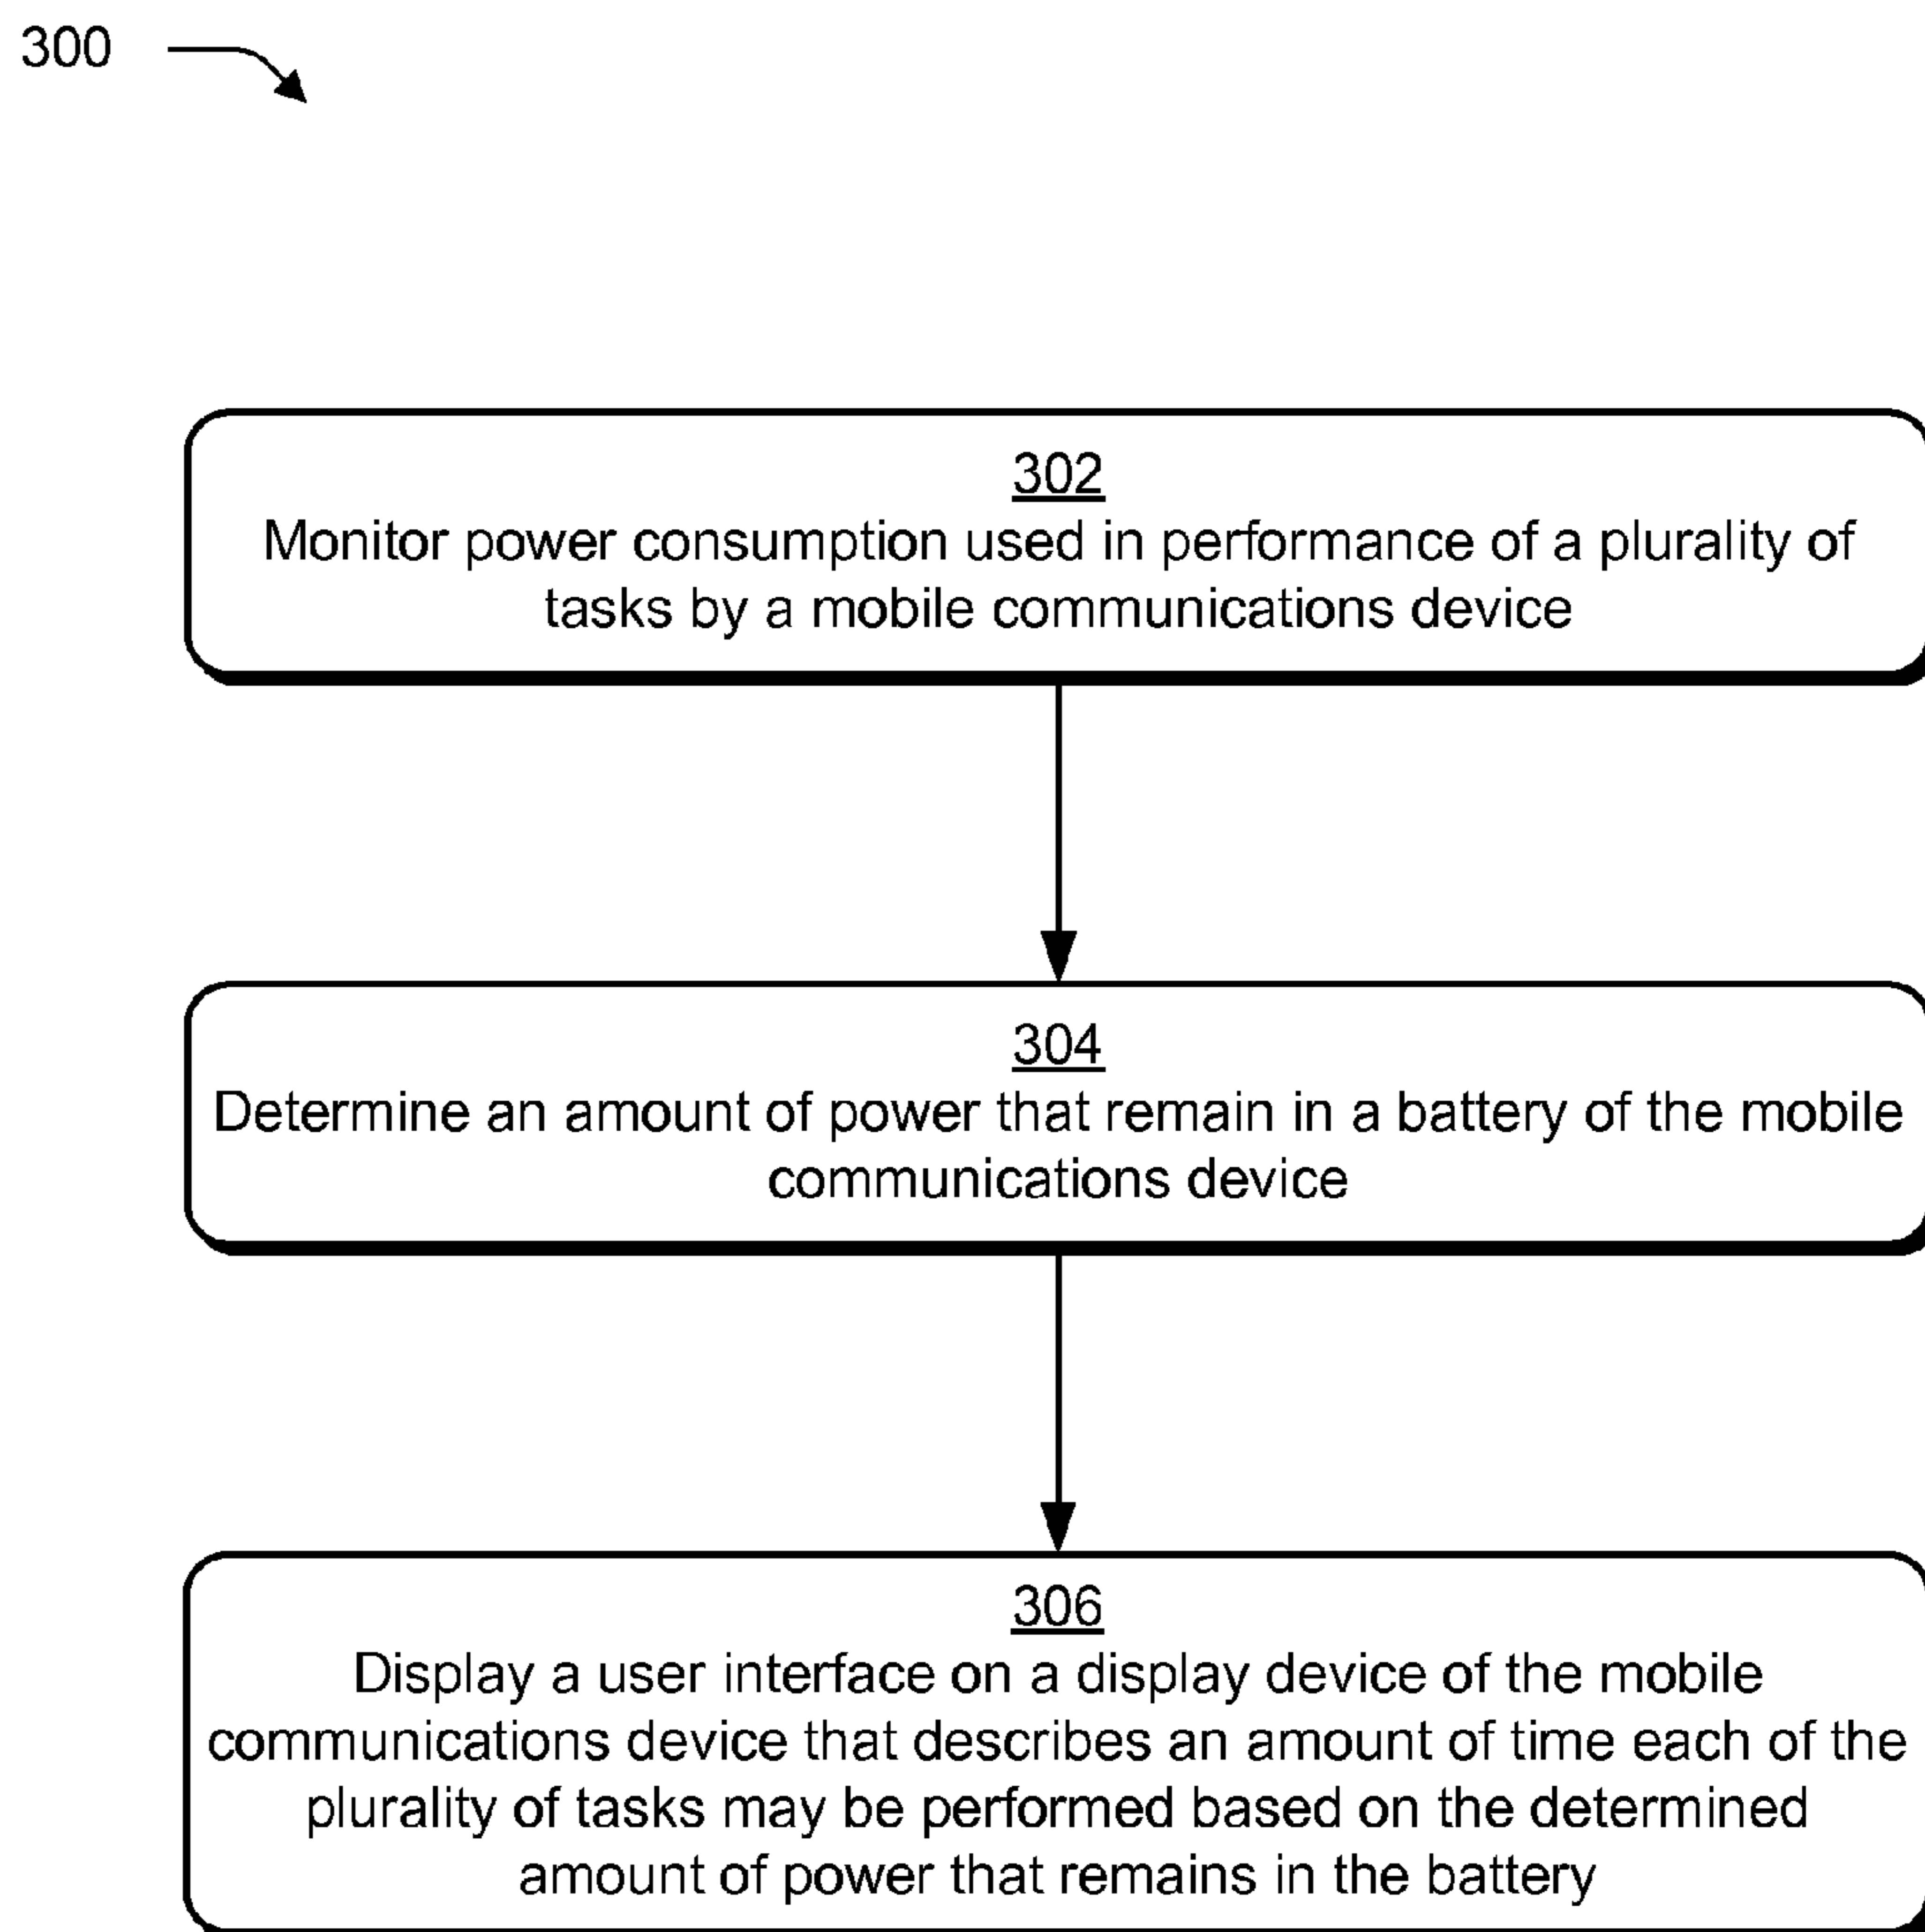 300
302
Monitor power consumption used in performance of a plurality of
tasks by a mobile communications device
304
Determine an amount of power that remain in a battery of the mobile
communications device
306
Display a user interface on a display device of the mobile
communications device that describes an amount of time each of the
plurality of tasks may be performed based on the determined
amount of power that remains in the battery